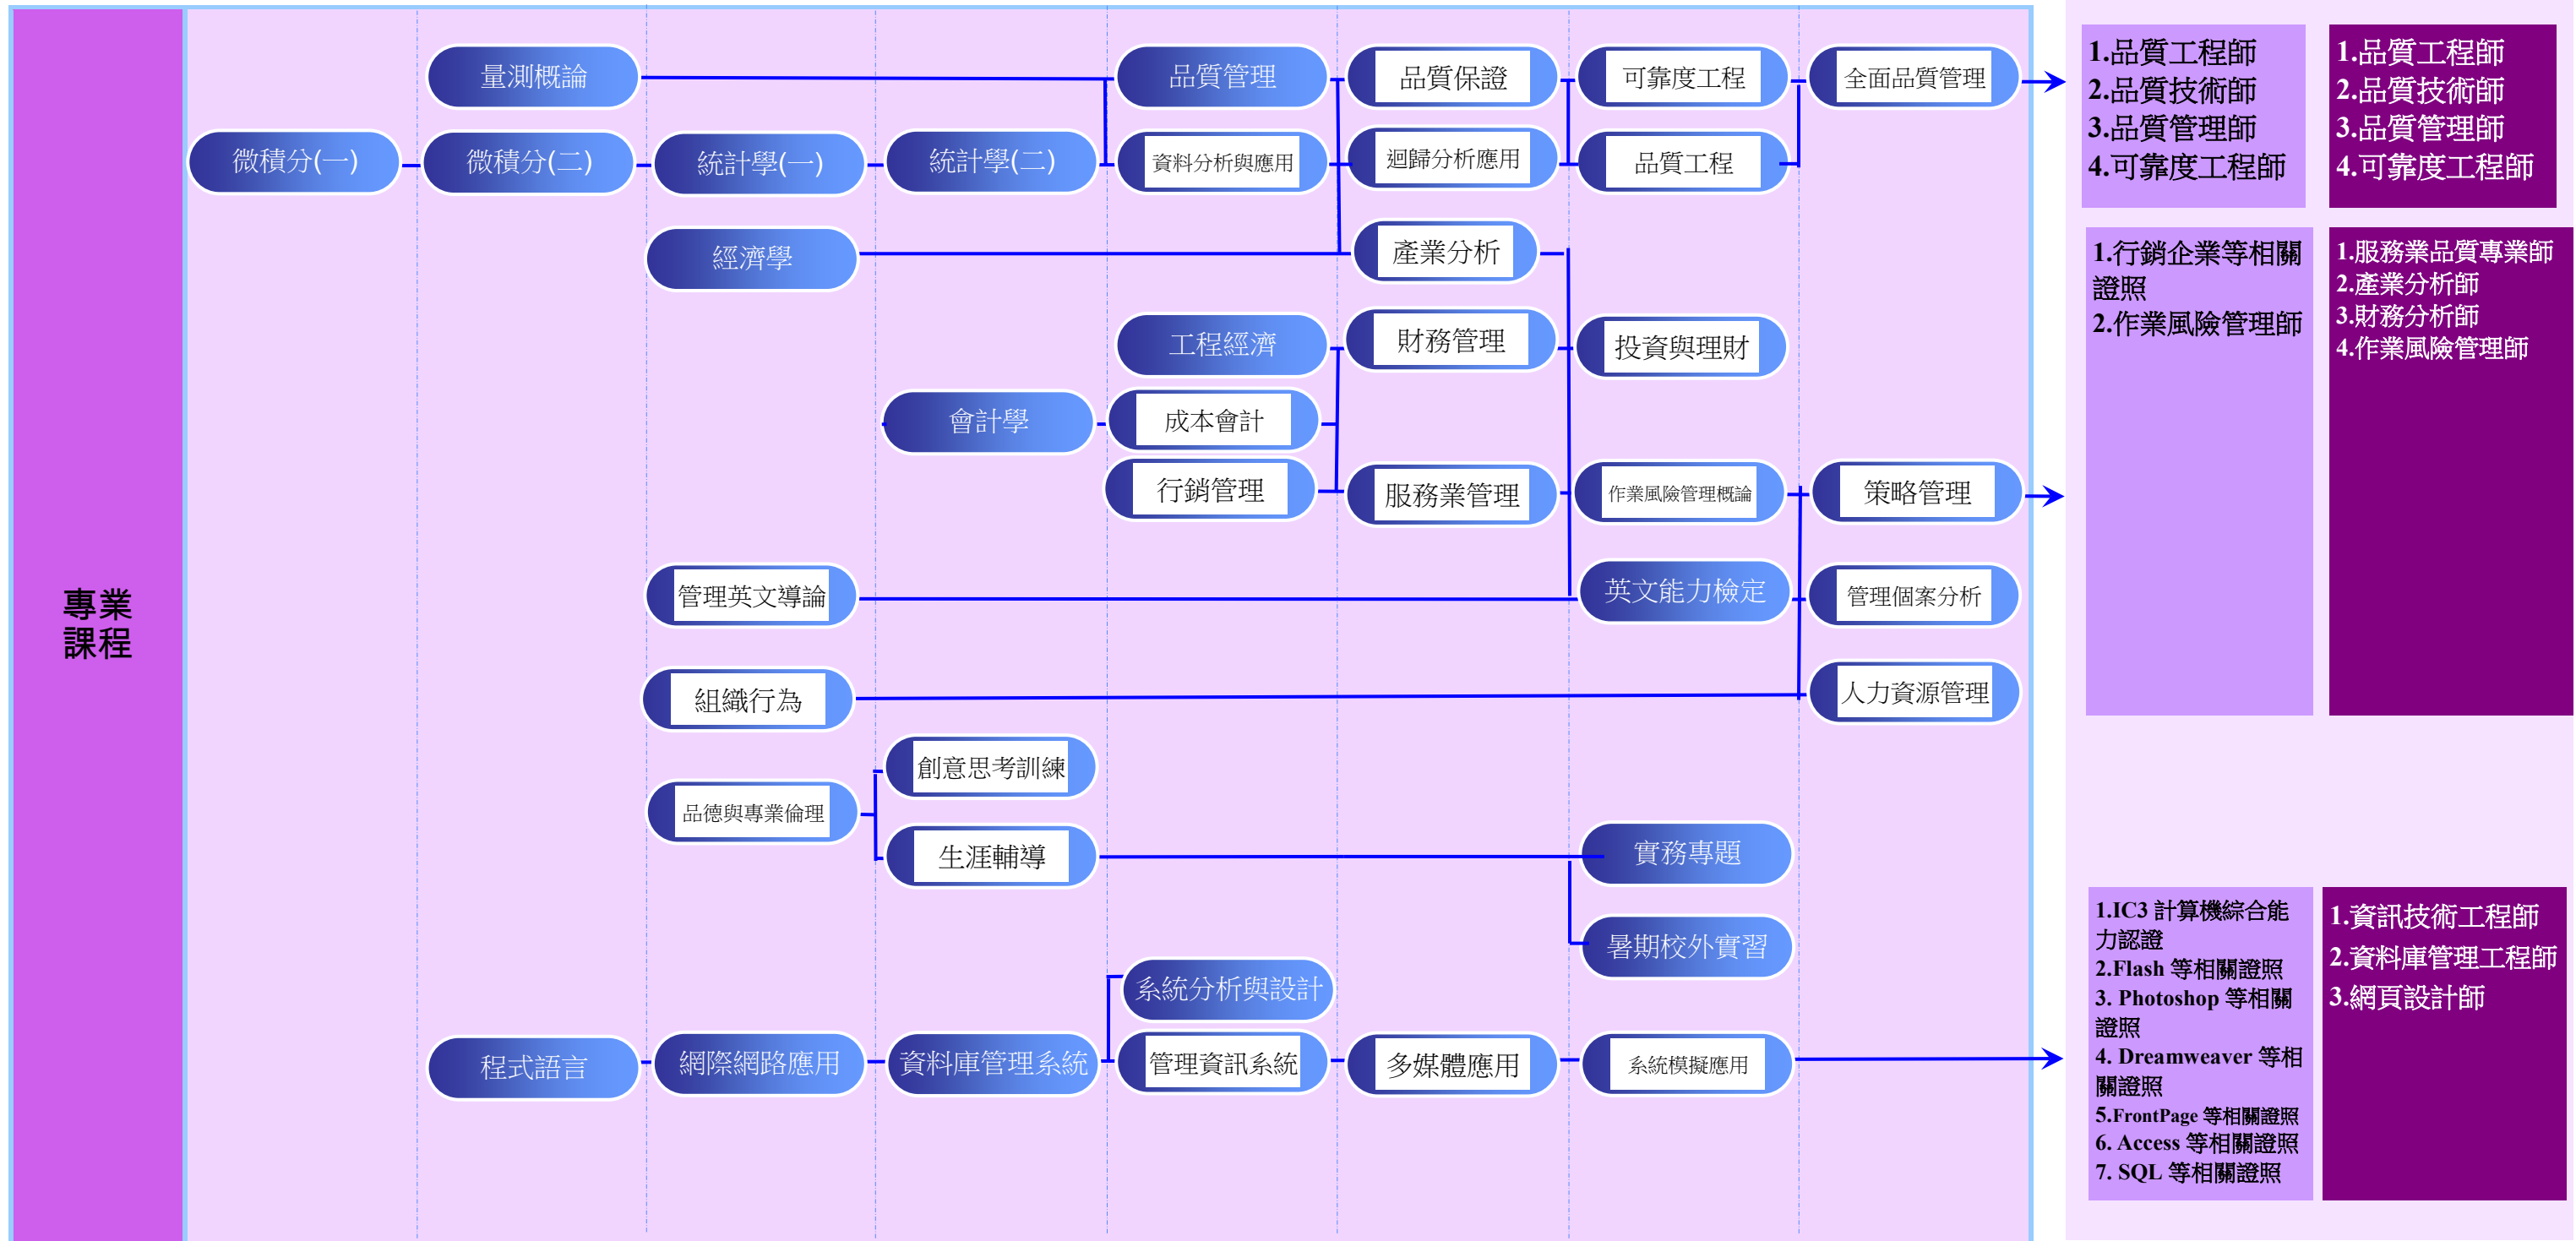 專業
課程
量測概論
品質管理
品質保證
可靠度工程
全面品質管理
微積分(一)
微積分(二)
統計學(一)
統計學(二)
資料分析與應用
迴歸分析應用
品質工程
經濟學
產業分析
工程經濟
財務管理
投資與理財
會計學
成本會計
行銷管理
服務業管理
作業風險管理概論
策略管理
管理英文導論
英文能力檢定
管理個案分析
組織行為
人力資源管理
創意思考訓練
品德與專業倫理
生涯輔導
實務專題
暑期校外實習
系統分析與設計
程式語言
網際網路應用
資料庫管理系統
管理資訊系統
多媒體應用
系統模擬應用
1.品質工程師
2.品質技術師
3.品質管理師
4.可靠度工程師
1.品質工程師
2.品質技術師
3.品質管理師
4.可靠度工程師
1.行銷企業等相關
證照
2.作業風險管理師
1.服務業品質專業師
2.產業分析師
3.財務分析師
4.作業風險管理師
1.IC3 計算機綜合能
力認證
2.Flash 等相關證照
3. Photoshop 等相關
證照
4. Dreamweaver 等相
關證照
5.FrontPage 等相關證照
6. Access 等相關證照
7. SQL 等相關證照
1.資訊技術工程師
2.資料庫管理工程師
3.網頁設計師